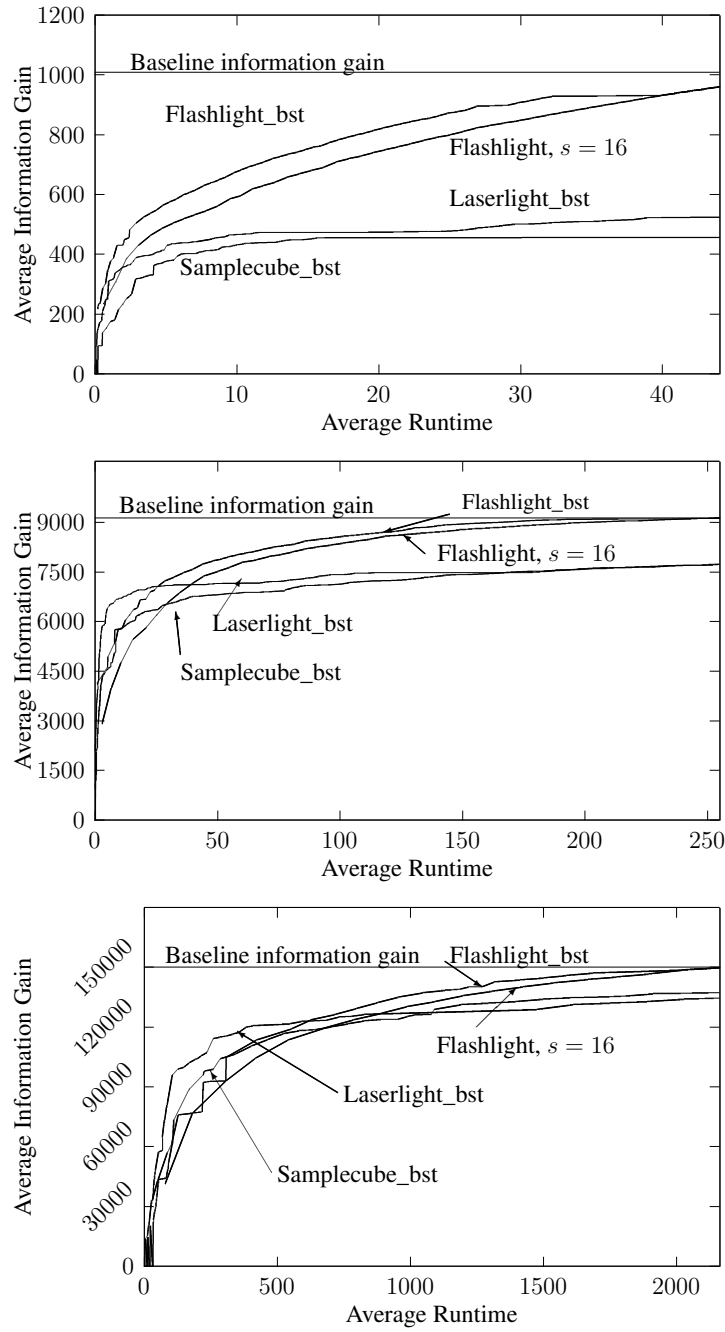 1200
1000
800
600
400
200
0
Average Information Gain
Baseline information gain
Flashlight_bst
Flashlight, s = 16
Laserlight_bst
Samplecube_bst
0 10 20 30 40
Average Runtime
9000
7500
6000
4500
3000
1500
0
Average Information Gain
Baseline information gain
Flashlight_bst
Flashlight, s = 16
Laserlight_bst
Samplecube_bst
0 50 100 150 200 250
Average Runtime
150000
120000
90000
60000
30000
0
Average Information Gain
Baseline information gain
Flashlight_bst
Flashlight, s = 16
Laserlight_bst
Samplecube_bst
0 500 1000 1500 2000
Average Runtime